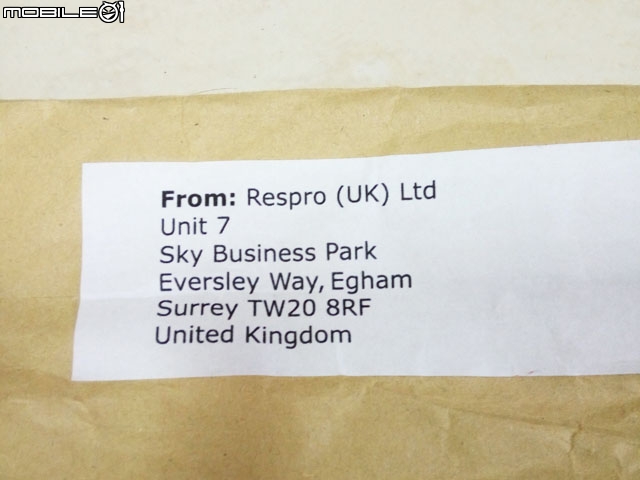 MOBILE01
From: Respro (UK) Ltd
Unit 7
Sky Business Park
Eversley Way, Egham
Surrey TW20 8RF
United Kingdom